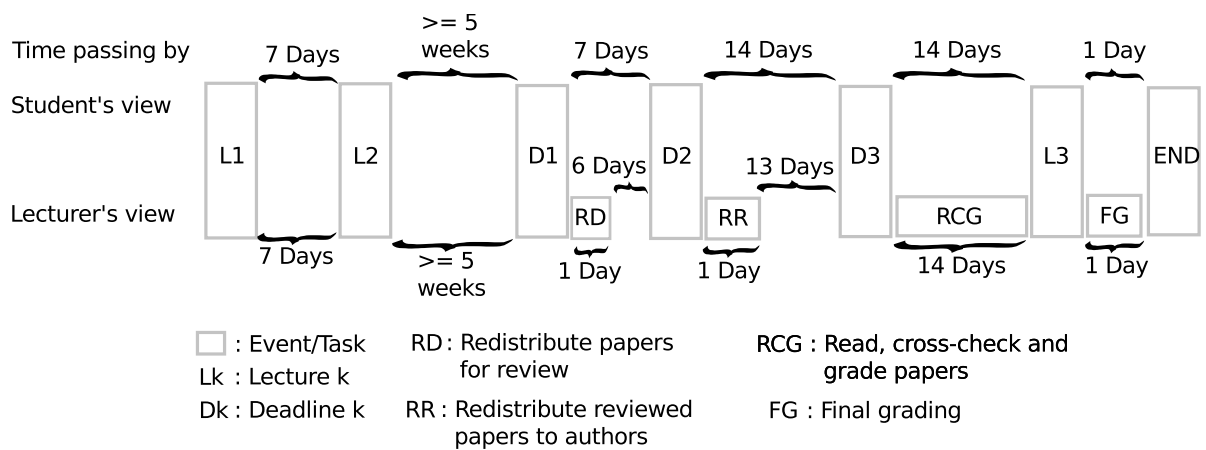 >= 5
weeks
Time passing by
7 Days
7 Days
14 Days
14 Days
1 Day
Student's view
L1
L2
D1
D2
D3
L3
END
6 Days
13 Days
Lecturer's view
RD
RR
RCG
FG
7 Days
>= 5
weeks
1 Day
1 Day
14 Days
1 Day
: Event/Task
Lk : Lecture k
Dk : Deadline k
RD : Redistribute papers
for review
RR : Redistribute reviewed
papers to authors
RCG : Read, cross-check and
grade papers
FG : Final grading